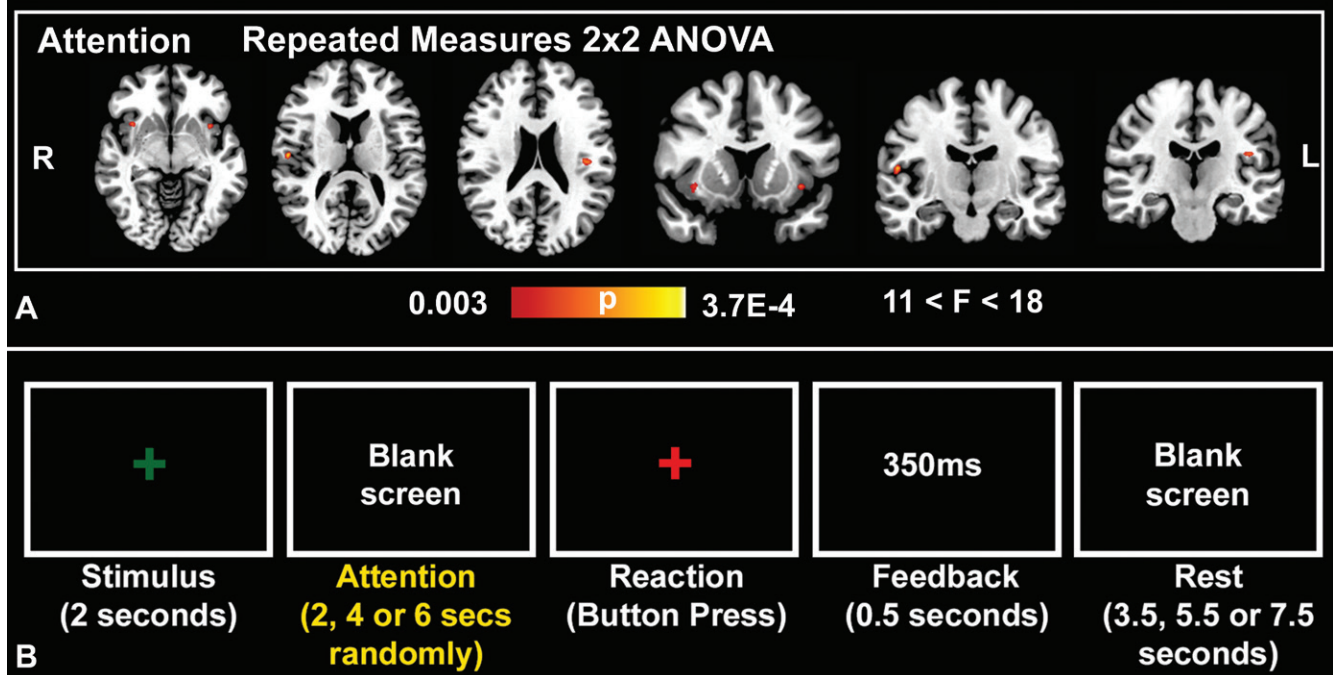 Attention Repeated Measures 2x2 ANOVA
R
L
A
0.003 p 3.7E-4 11 < F < 18
+
Blank
screen
+
350ms
Blank
screen
Stimulus
(2 seconds)
Attention
(2, 4 or 6 secs
randomly)
Reaction
(Button Press)
Feedback
(0.5 seconds)
Rest
(3.5, 5.5 or 7.5
seconds)
B